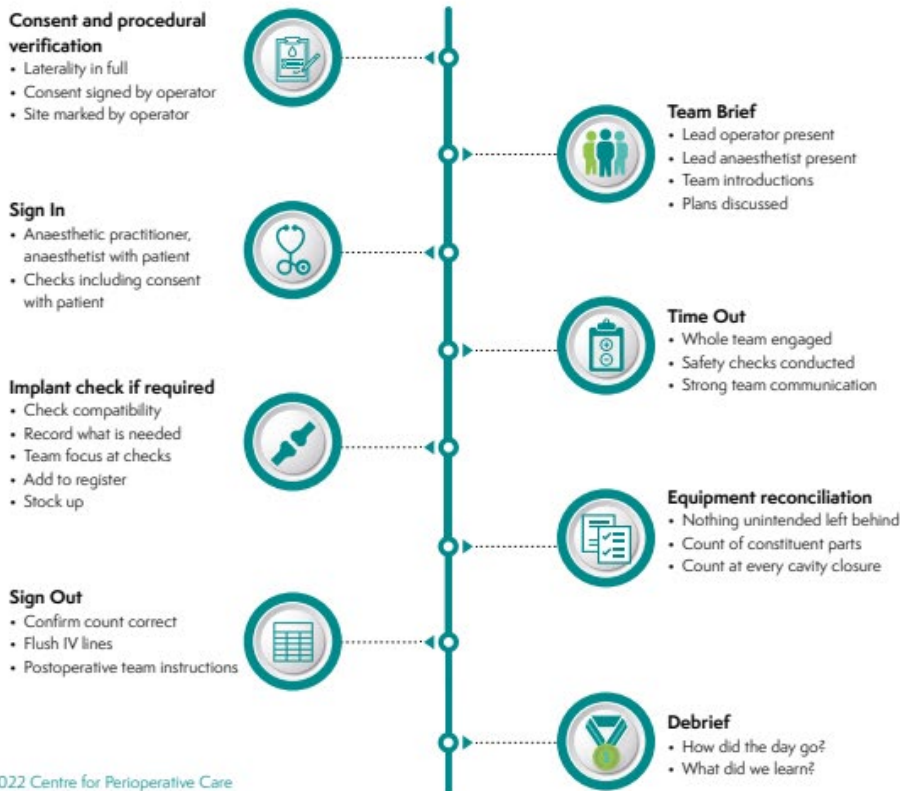 Consent and procedural
verification
• Laterality in full
• Consent signed by operator
• Site marked by operator
Team Brief
• Lead operator present
• Lead anaesthetist present
• Team introductions
• Plans discussed
Sign In
• Anaesthetic practitioner,
anaesthetist with patient
• Checks including consent
with patient
Time Out
• Whole team engaged
• Safety checks conducted
• Strong team communication
Implant check if required
• Check compatibility
• Record what is needed
• Team focus at checks
• Add to register
• Stock up
Equipment reconciliation
• Nothing unintended left behind
• Count of constituent parts
• Count at every cavity closure
Sign Out
• Confirm count correct
• Flush IV lines
• Postoperative team instructions
Debrief
• How did the day go?
• What did we learn?
022 Centre for Perioperative Care